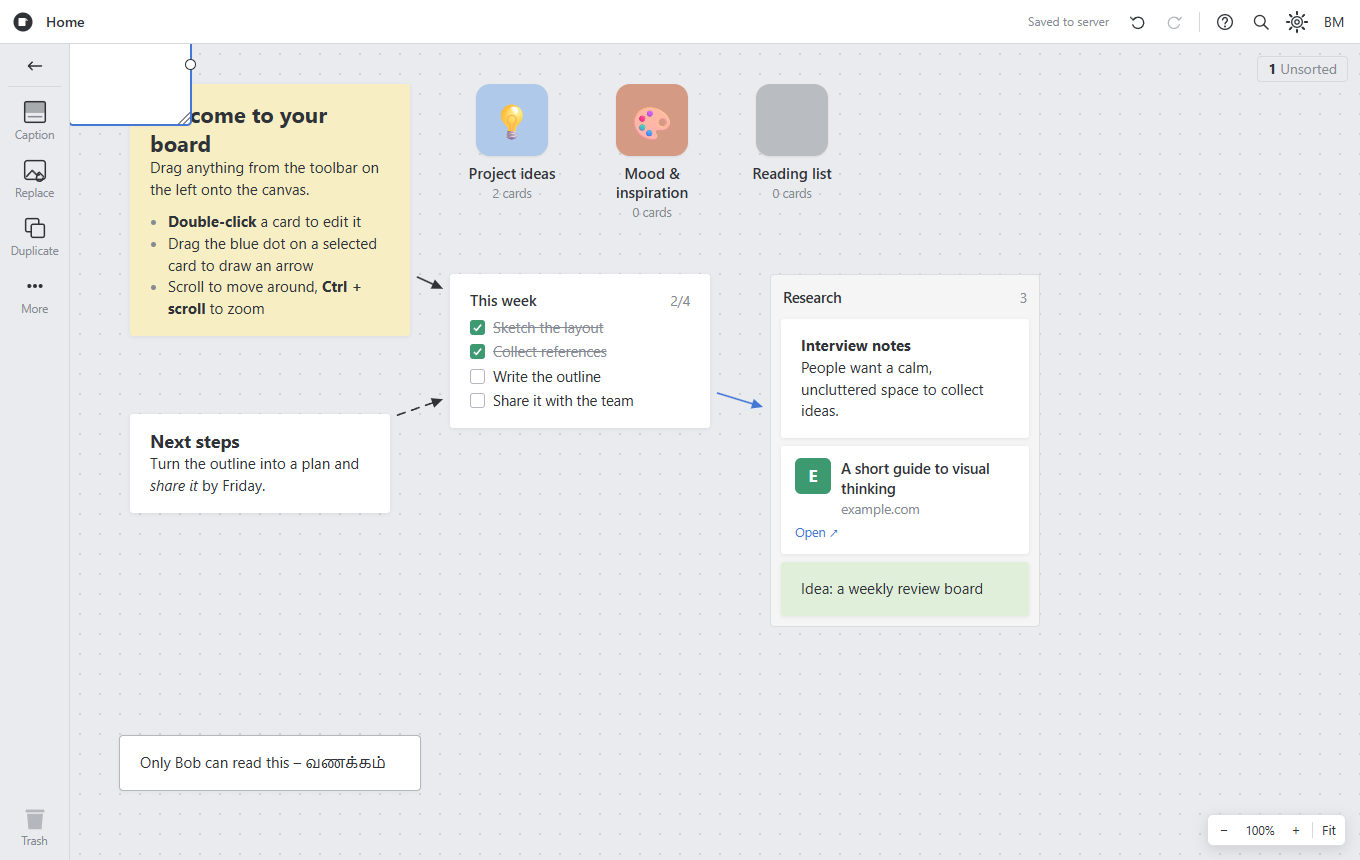 Home
Saved to server
BM
1 Unsorted
Caption
Replace
Duplicate
More
Trash
come to your
board
Drag anything from the toolbar on
the left onto the canvas.
Double-click a card to edit it
Drag the blue dot on a selected
card to draw an arrow
Scroll to move around, Ctrl +
scroll to zoom
Project ideas
2 cards
Mood &
inspiration
0 cards
Reading list
0 cards
This week 2/4
Sketch the layout
Collect references
Write the outline
Share it with the team
Next steps
Turn the outline into a plan and
share it by Friday.
Research 3
Interview notes
People want a calm,
uncluttered space to collect
ideas.
E
A short guide to visual
thinking
example.com
Open ↗
Idea: a weekly review board
Only Bob can read this – வணக்கம்
− 100% + Fit